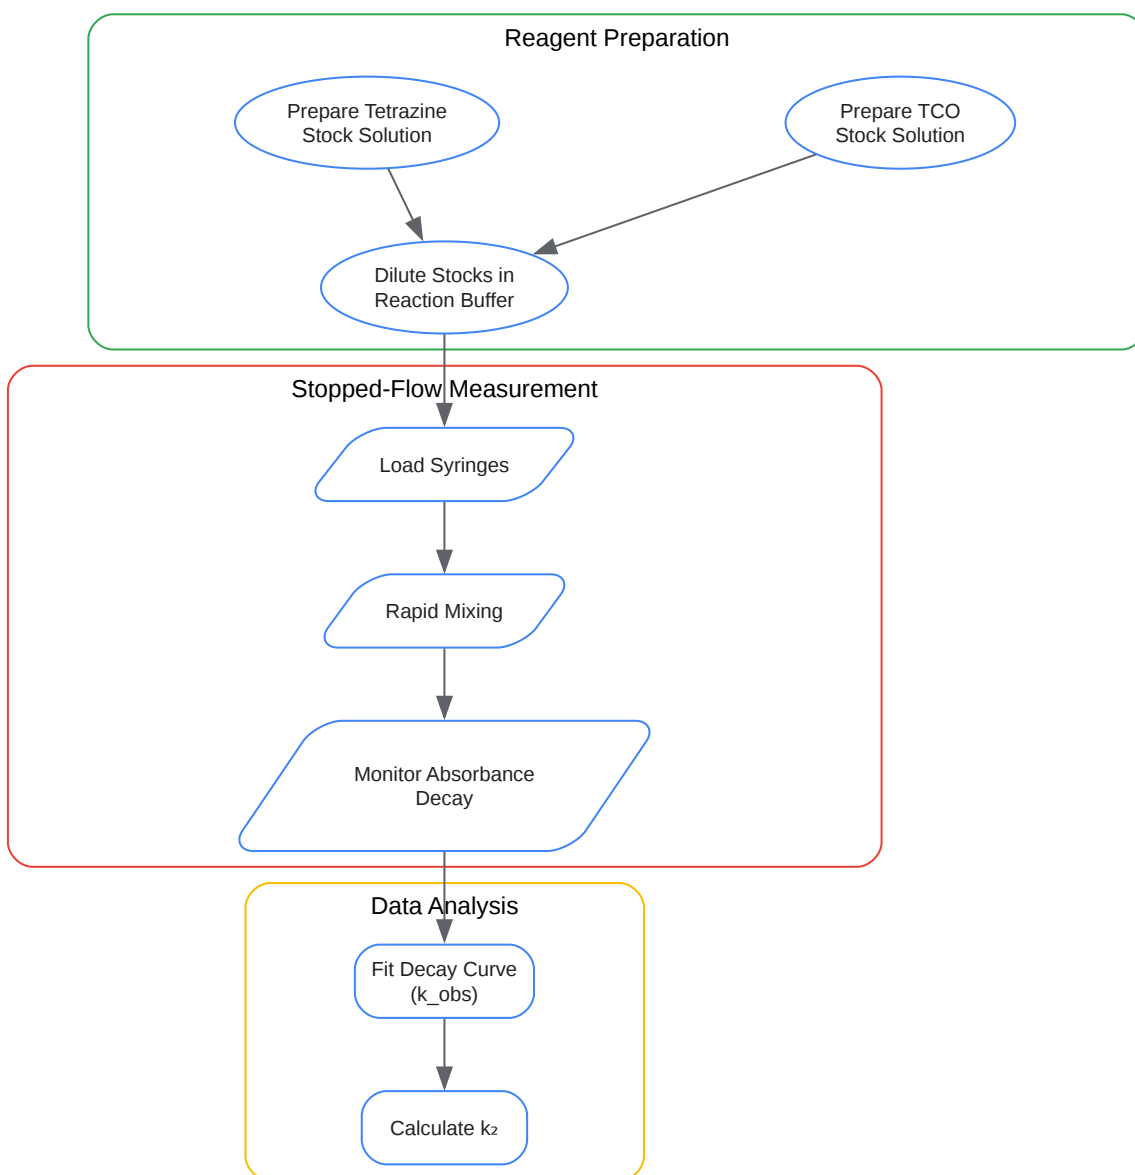 Reagent Preparation
Prepare Tetrazine
Stock Solution
Prepare TCO
Stock Solution
Dilute Stocks in
Reaction Buffer
Stopped-Flow Measurement
Load Syringes
Rapid Mixing
Monitor Absorbance
Decay
Data Analysis
Fit Decay Curve
(k_obs)
Calculate k₂